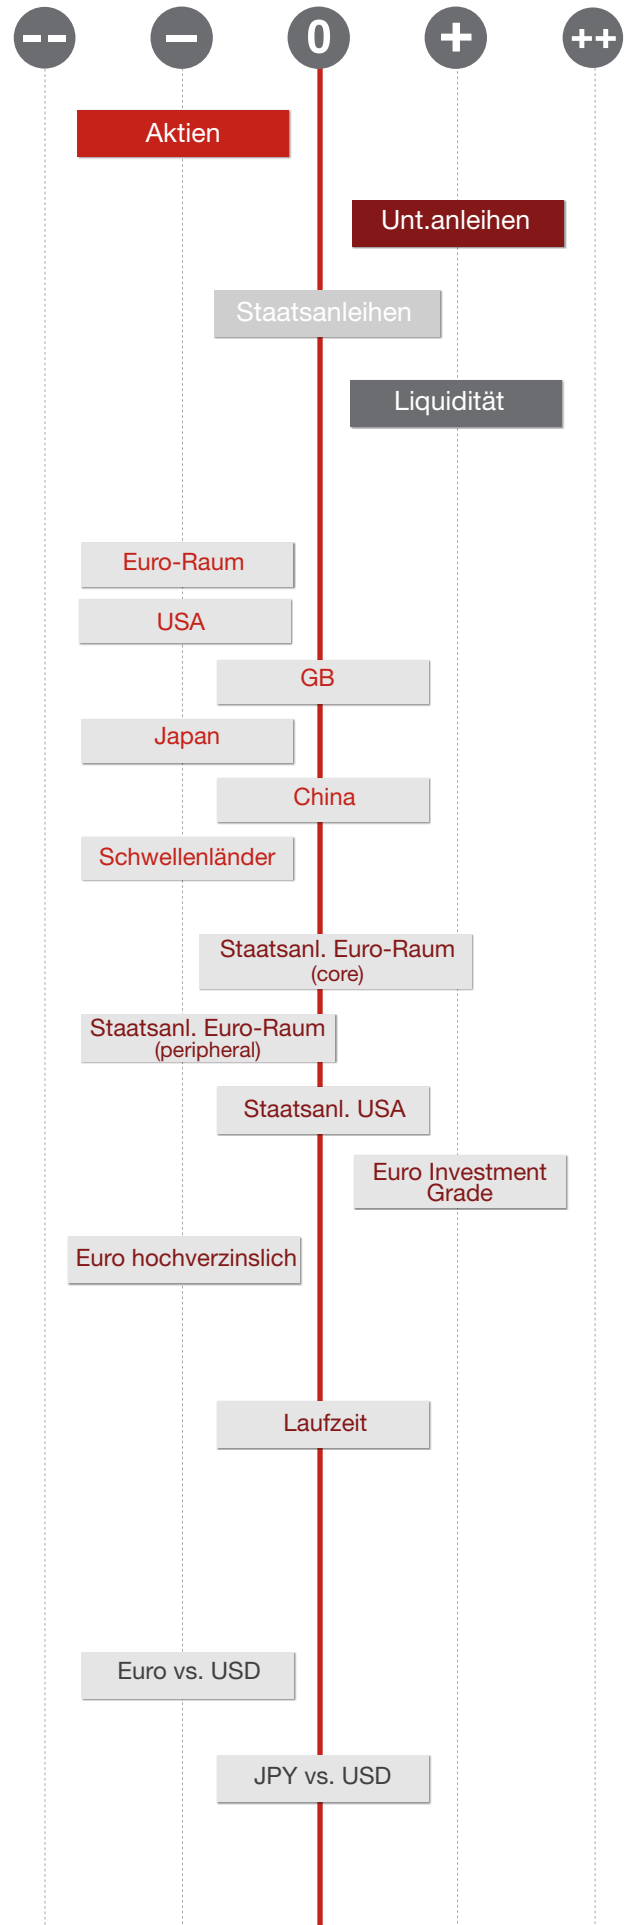 -- - 0 + ++
Aktien
Unt.anleihen
Staatsanleihen
Liquidität
Euro-Raum
USA
GB
Japan
China
Schwellenländer
Staatsanl. Euro-Raum
(core)
Staatsanl. Euro-Raum
(peripheral)
Staatsanl. USA
Euro Investment
Grade
Euro hochverzinslich
Laufzeit
Euro vs. USD
JPY vs. USD